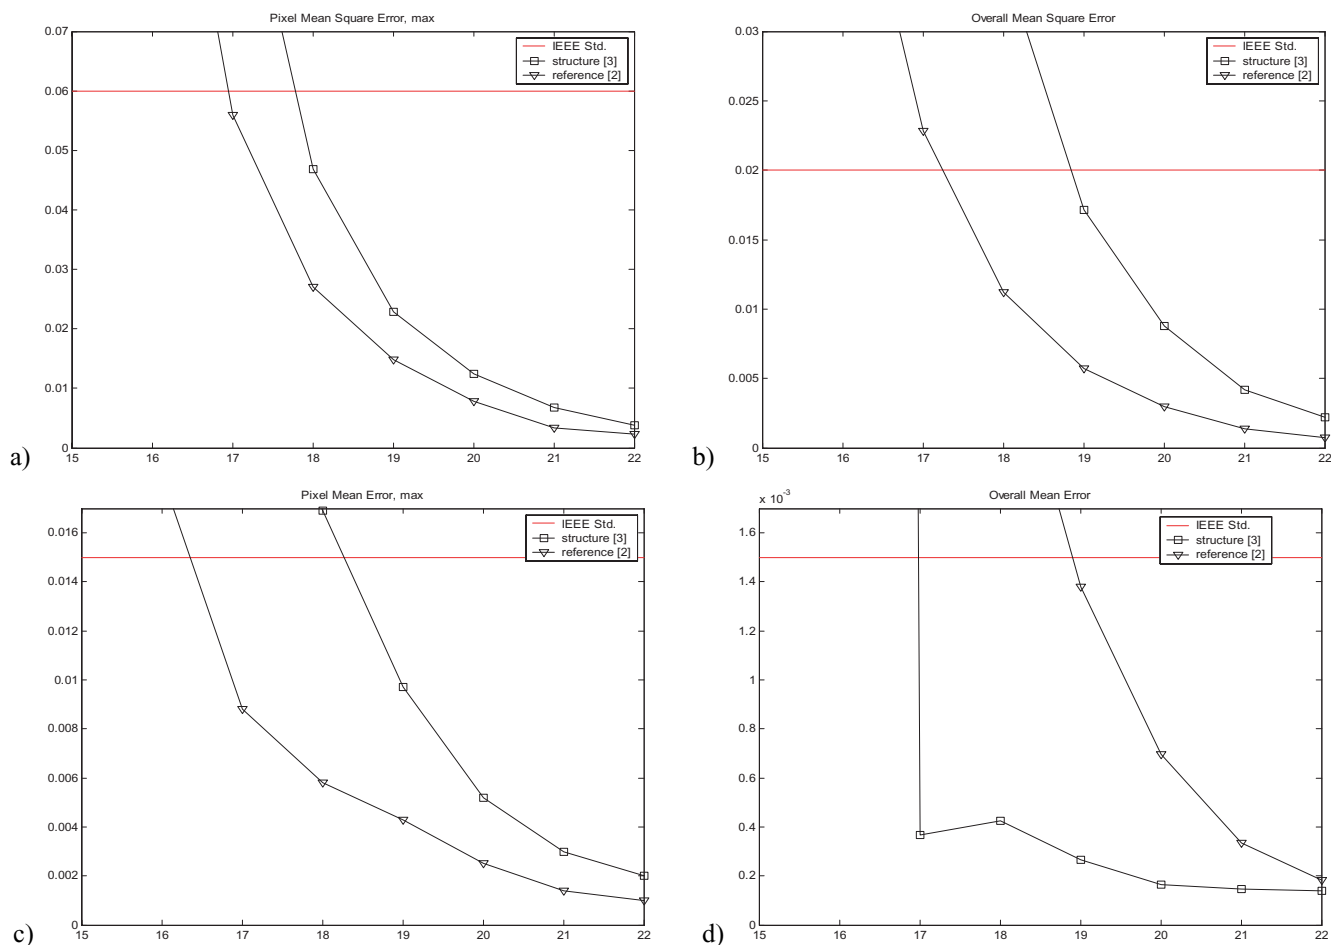 Pixel Mean Square Error, max
0.07
0.06
0.05
0.04
0.03
0.02
0.01
0
15 16 17 18 19 20 21 22
IEEE Std.
structure [3]
reference [2]
a)
Overall Mean Square Error
0.03
0.025
0.02
0.015
0.01
0.005
0
15 16 17 18 19 20 21 22
IEEE Std.
structure [3]
reference [2]
b)
Pixel Mean Error, max
0.016
0.014
0.012
0.01
0.008
0.006
0.004
0.002
0
15 16 17 18 19 20 21 22
IEEE Std.
structure [3]
reference [2]
c)
Overall Mean Error
x 10-3
1.6
1.4
1.2
1
0.8
0.6
0.4
0.2
0
15 16 17 18 19 20 21 22
IEEE Std.
structure [3]
reference [2]
d)